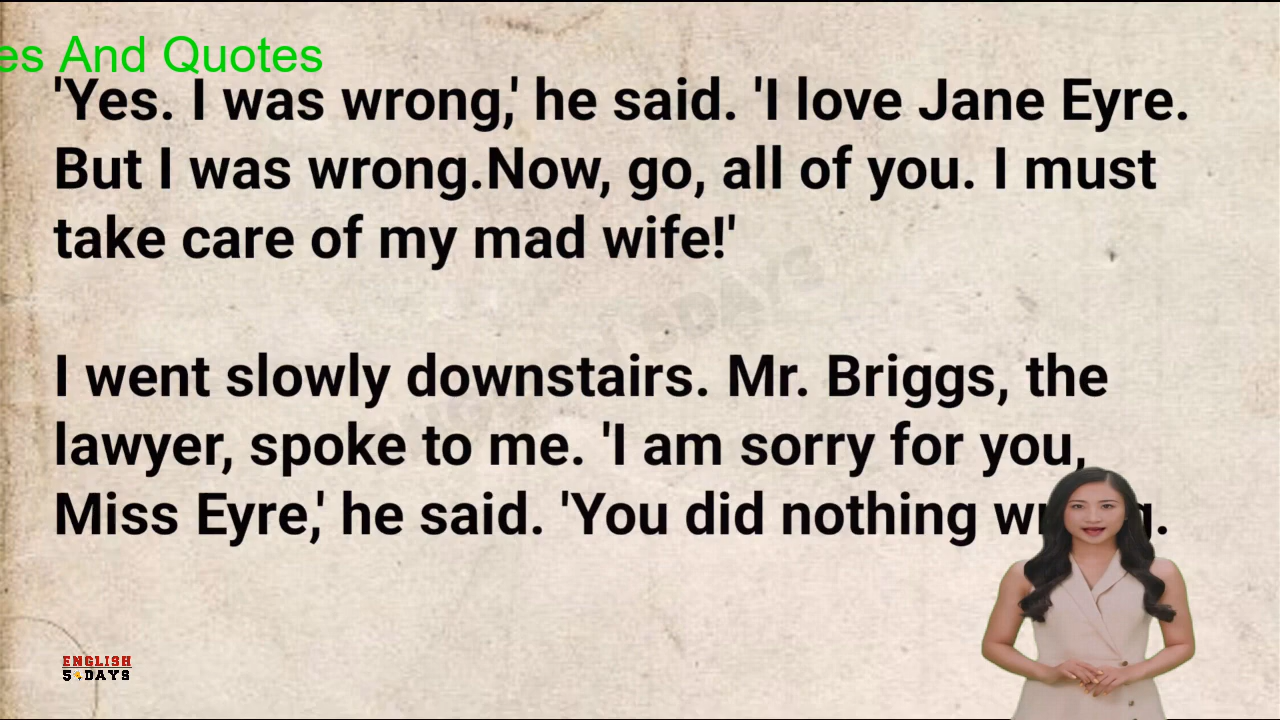 es And Quotes
'Yes. I was wrong,' he said. 'I love Jane Eyre.
But I was wrong.Now, go, all of you. I must
take care of my mad wife!'
I went slowly downstairs. Mr. Briggs, the
lawyer, spoke to me. 'I am sorry for you,
Miss Eyre,' he said. 'You did nothing
ENGLISH
5 DAYS